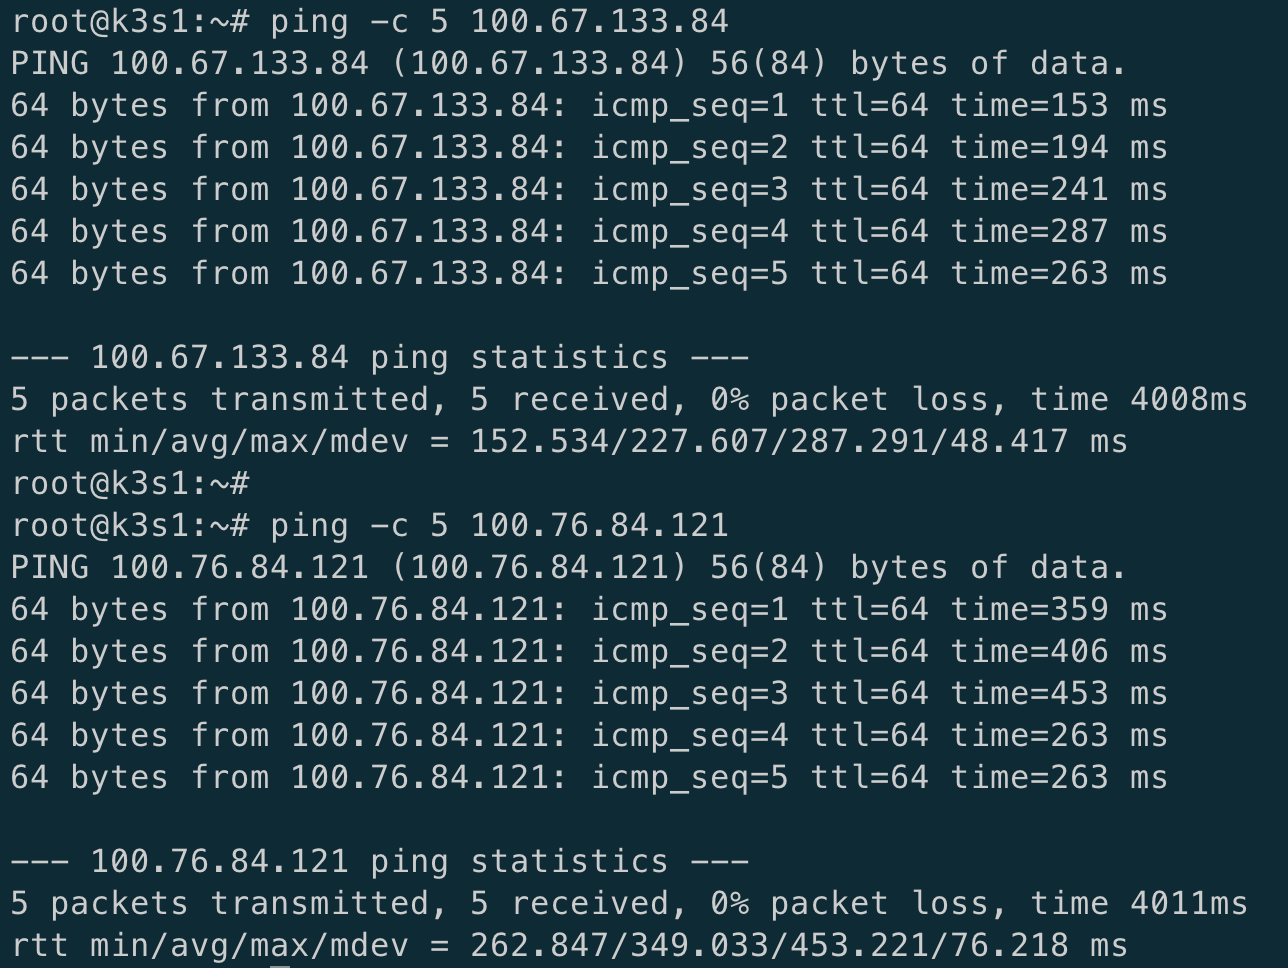 root@k3s1:~# ping -c 5 100.67.133.84
PING 100.67.133.84 (100.67.133.84) 56(84) bytes of data.
64 bytes from 100.67.133.84: icmp_seq=1 ttl=64 time=153 ms
64 bytes from 100.67.133.84: icmp_seq=2 ttl=64 time=194 ms
64 bytes from 100.67.133.84: icmp_seq=3 ttl=64 time=241 ms
64 bytes from 100.67.133.84: icmp_seq=4 ttl=64 time=287 ms
64 bytes from 100.67.133.84: icmp_seq=5 ttl=64 time=263 ms
--- 100.67.133.84 ping statistics ---
5 packets transmitted, 5 received, 0% packet loss, time 4008ms
rtt min/avg/max/mdev = 152.534/227.607/287.291/48.417 ms
root@k3s1:~#
root@k3s1:~# ping -c 5 100.76.84.121
PING 100.76.84.121 (100.76.84.121) 56(84) bytes of data.
64 bytes from 100.76.84.121: icmp_seq=1 ttl=64 time=359 ms
64 bytes from 100.76.84.121: icmp_seq=2 ttl=64 time=406 ms
64 bytes from 100.76.84.121: icmp_seq=3 ttl=64 time=453 ms
64 bytes from 100.76.84.121: icmp_seq=4 ttl=64 time=263 ms
64 bytes from 100.76.84.121: icmp_seq=5 ttl=64 time=263 ms
--- 100.76.84.121 ping statistics ---
5 packets transmitted, 5 received, 0% packet loss, time 4011ms
rtt min/avg/max/mdev = 262.847/349.033/453.221/76.218 ms